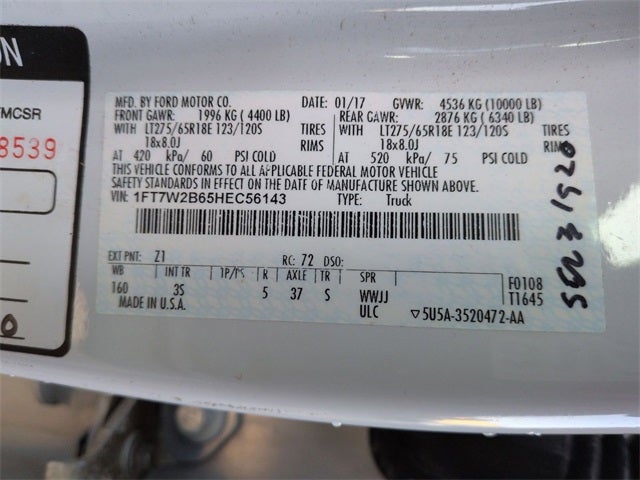 ON
MCSR
8539
MFD. BY FORD MOTOR CO. DATE: 01/17 GVWR: 4536 KG (10000 LB)
FRONT GAWR: 1996 KG (4400 LB) REAR GAWR: 2876 KG (6340 LB)
WITH LT275/65R18E 123/120S TIRES WITH LT275/65R18E 123/120S TIRES
18x8.0J RIMS 18x8.0J RIMS
AT 420 kPa/ 60 PSI COLD AT 520 kPa/ 75 PSI COLD
THIS VEHICLE CONFORMS TO ALL APPLICABLE FEDERAL MOTOR VEHICLE
SAFETY STANDARDS IN EFFECT ON THE DATE OF MANUFACTURE SHOWN ABOVE.
VIN: 1FT7W2B65HEC56143 TYPE: Truck
EXT PNT: Z1 RC: 72 DSO:
WB INT TR TP/PS R AXLE TR SPR
160 3S 5 37 S WWJJ
MADE IN U.S.A. ULC
F0108
T1645
▽5U5A-3520472-AA